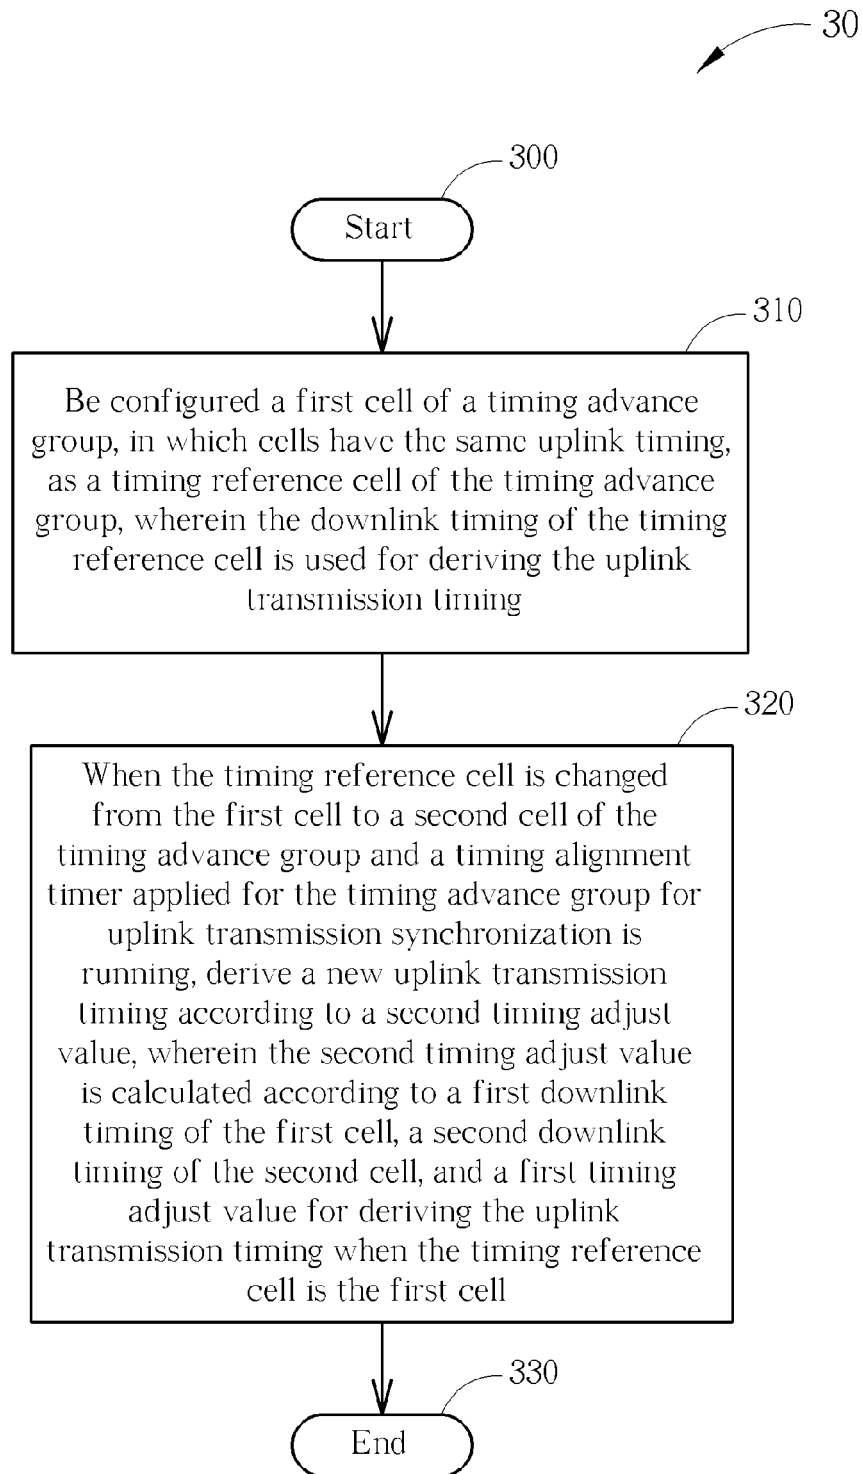 30
300
Start
310
Be configured a first cell of a timing advance
group, in which cells have the same uplink timing,
as a timing reference cell of the timing advance
group, wherein the downlink timing of the timing
reference cell is used for deriving the uplink
transmission timing
320
When the timing reference cell is changed
from the first cell to a second cell of the
timing advance group and a timing alignment
timer applied for the timing advance group for
uplink transmission synchronization is
running, derive a new uplink transmission
timing according to a second timing adjust
value, wherein the second timing adjust value
is calculated according to a first downlink
timing of the first cell, a second downlink
timing of the second cell, and a first timing
adjust value for deriving the uplink
transmission timing when the timing reference
cell is the first cell
330
End